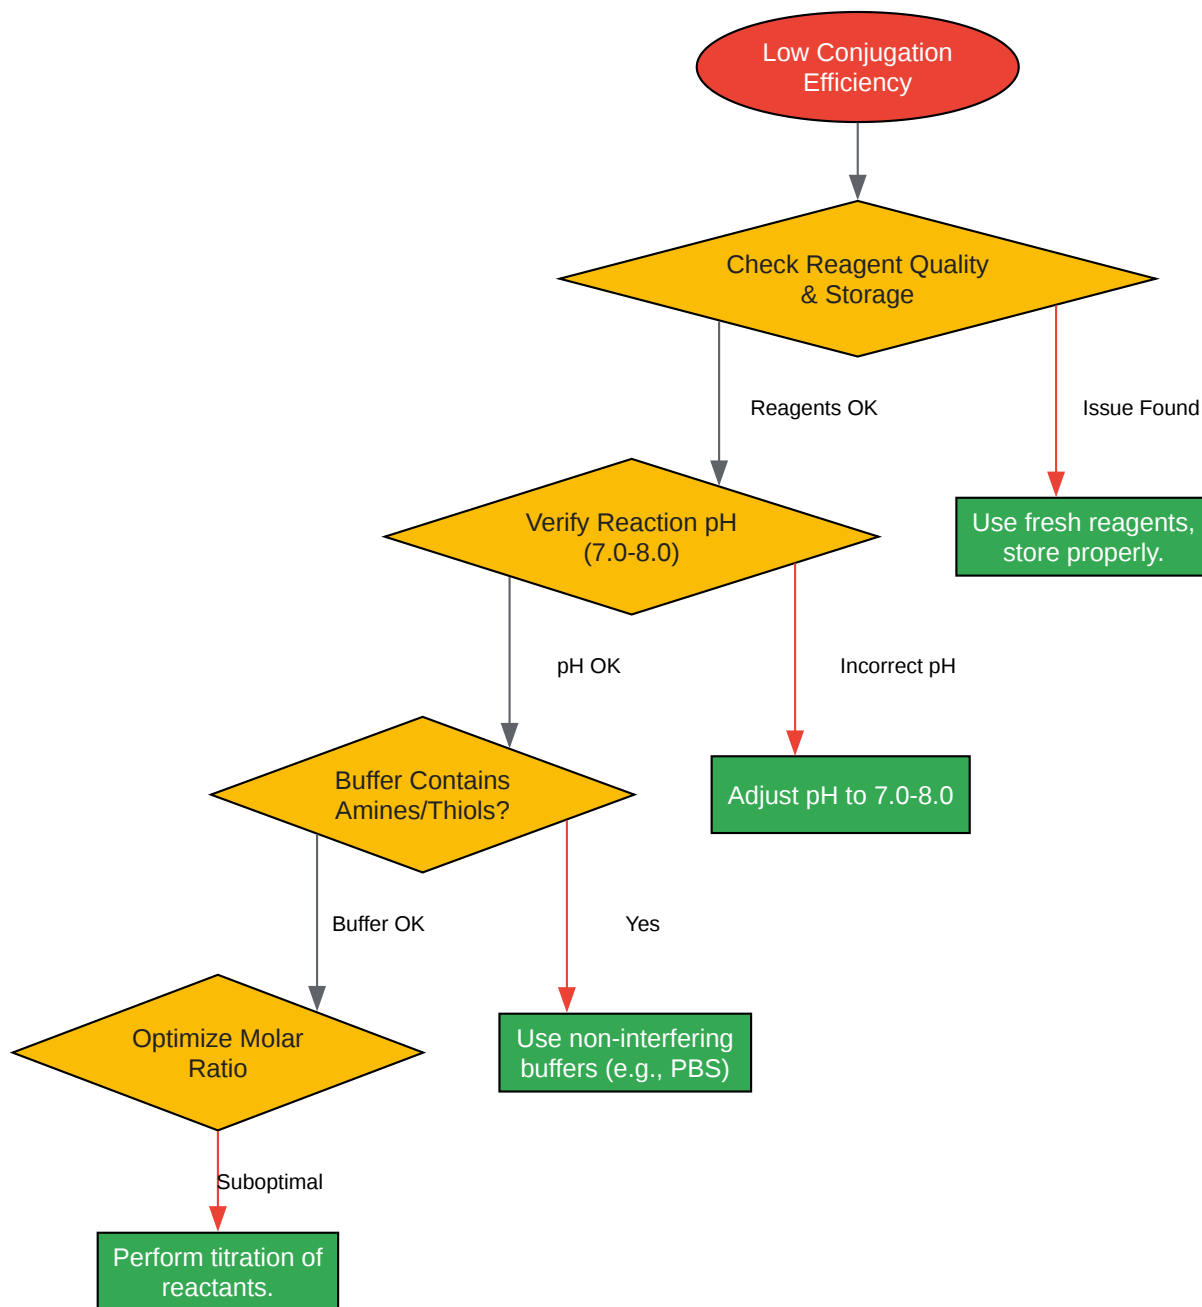 Low Conjugation
Efficiency
Check Reagent Quality
& Storage
Reagents OK
Issue Found
Verify Reaction pH
(7.0-8.0)
Use fresh reagents,
store properly.
pH OK
Incorrect pH
Buffer Contains
Amines/Thiols?
Adjust pH to 7.0-8.0
Buffer OK
Yes
Optimize Molar
Ratio
Use non-interfering
buffers (e.g., PBS)
Suboptimal
Perform titration of
reactants.